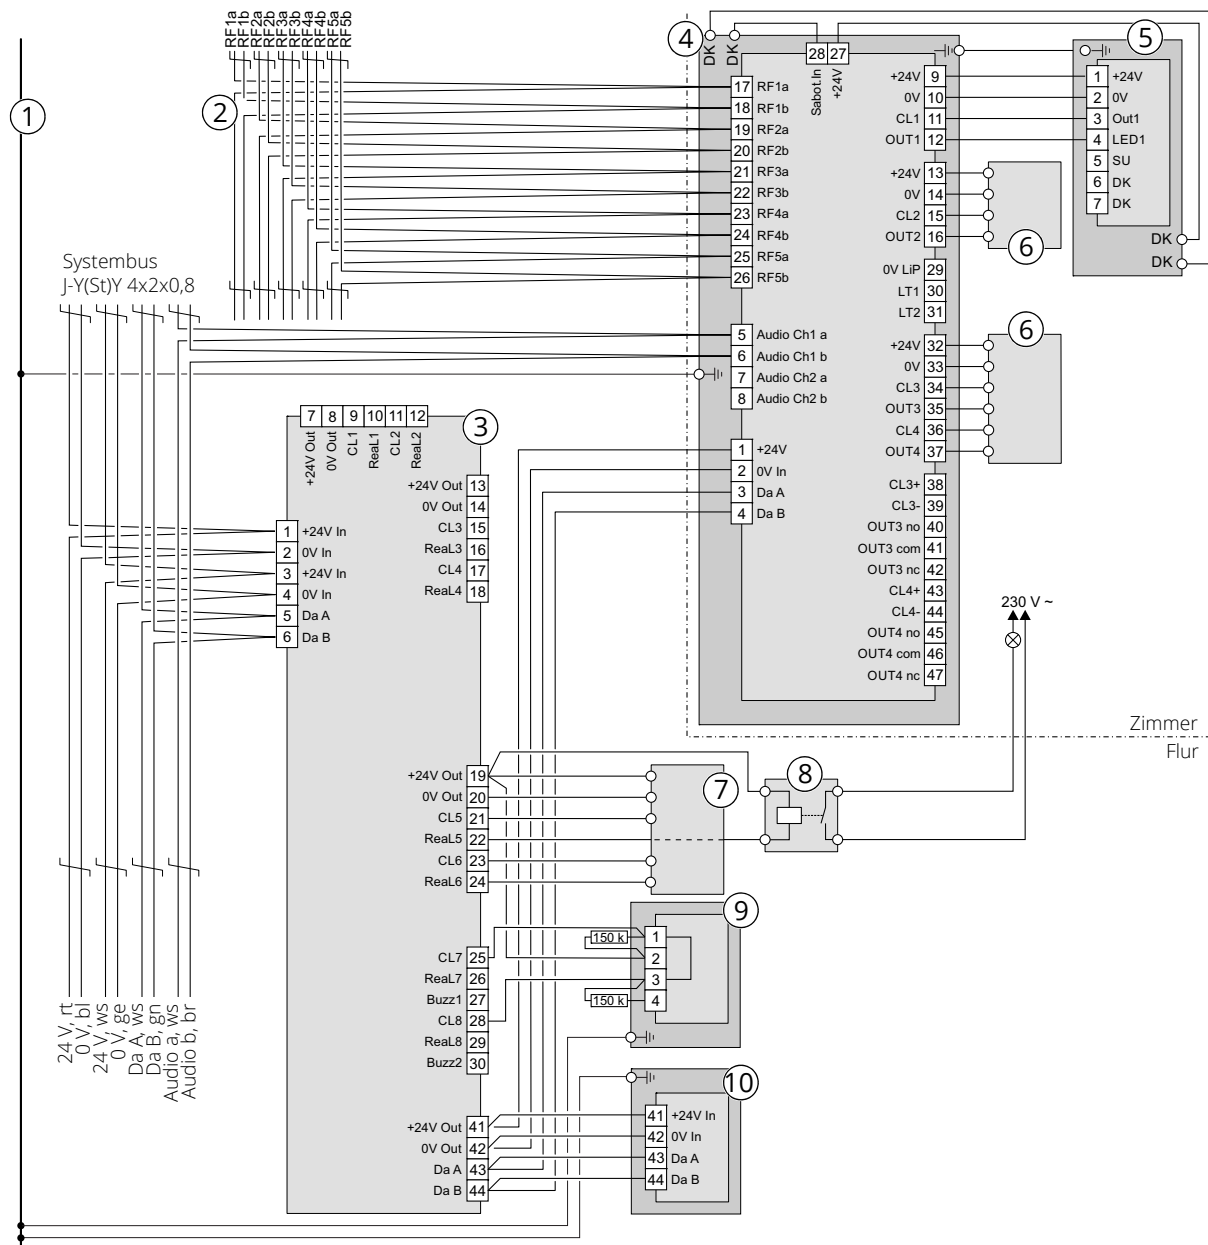 RF1a
RF1b
RF2a
RF2b
RF3a
RF3b
RF4a
RF4b
RF5a
RF5b
1
2
Systembus
J-Y(St)Y 4x2x0,8
24 V, rt
0 V, bl
24 V, ws
0 V, ge
Da A, ws
Da B, gn
Audio a, ws
Audio b, br
3
7 +24V Out
8 0V Out
9 CL1
10 ReaL1
11 CL2
12 ReaL2
+24V Out 13
0V Out 14
CL3 15
ReaL3 16
CL4 17
ReaL4 18
1 +24V In
2 0V In
3 +24V In
4 0V In
5 Da A
6 Da B
+24V Out 19
0V Out 20
CL5 21
ReaL5 22
CL6 23
ReaL6 24
CL7 25
ReaL7 26
Buzz1 27
CL8 28
ReaL8 29
Buzz2 30
+24V Out 41
0V Out 42
Da A 43
Da B 44
4
DK
DK
28 Sabot.In
27 +24V
17 RF1a
18 RF1b
19 RF2a
20 RF2b
21 RF3a
22 RF3b
23 RF4a
24 RF4b
25 RF5a
26 RF5b
5 Audio Ch1 a
6 Audio Ch1 b
7 Audio Ch2 a
8 Audio Ch2 b
1 +24V
2 0V In
3 Da A
4 Da B
+24V 9
0V 10
CL1 11
OUT1 12
+24V 13
0V 14
CL2 15
OUT2 16
0V LiP 29
LT1 30
LT2 31
+24V 32
0V 33
CL3 34
OUT3 35
CL4 36
OUT4 37
CL3+ 38
CL3- 39
OUT3 no 40
OUT3 com 41
OUT3 nc 42
CL4+ 43
CL4- 44
OUT4 no 45
OUT4 com 46
OUT4 nc 47
5
1 +24V
2 0V
3 Out1
4 LED1
5 SU
6 DK
7 DK
DK
DK
6
6
230 V ~
Zimmer
Flur
7
8
9
150 k
1
2
3
150 k
4
10
41 +24V In
42 0V In
43 Da A
44 Da B